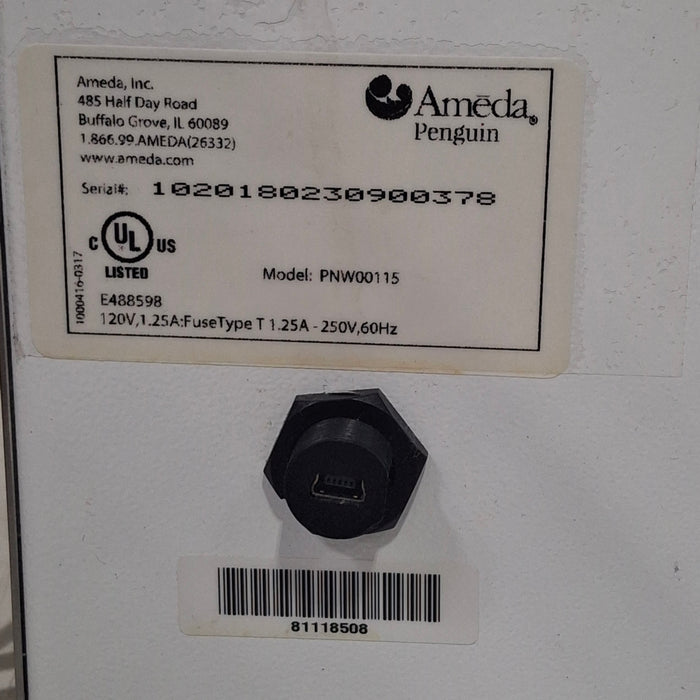 Ameda, Inc.
485 Half Day Road
Buffalo Grove, IL 60089
1.866.99.AMEDA(26332)
www.ameda.com
Amēda®
Penguin
Serial#: 1020180230900378
C UL US
LISTED
Model: PNW00115
1000416-0317
E488598
120V,1.25A:FuseType T 1.25A - 250V,60Hz
81118508